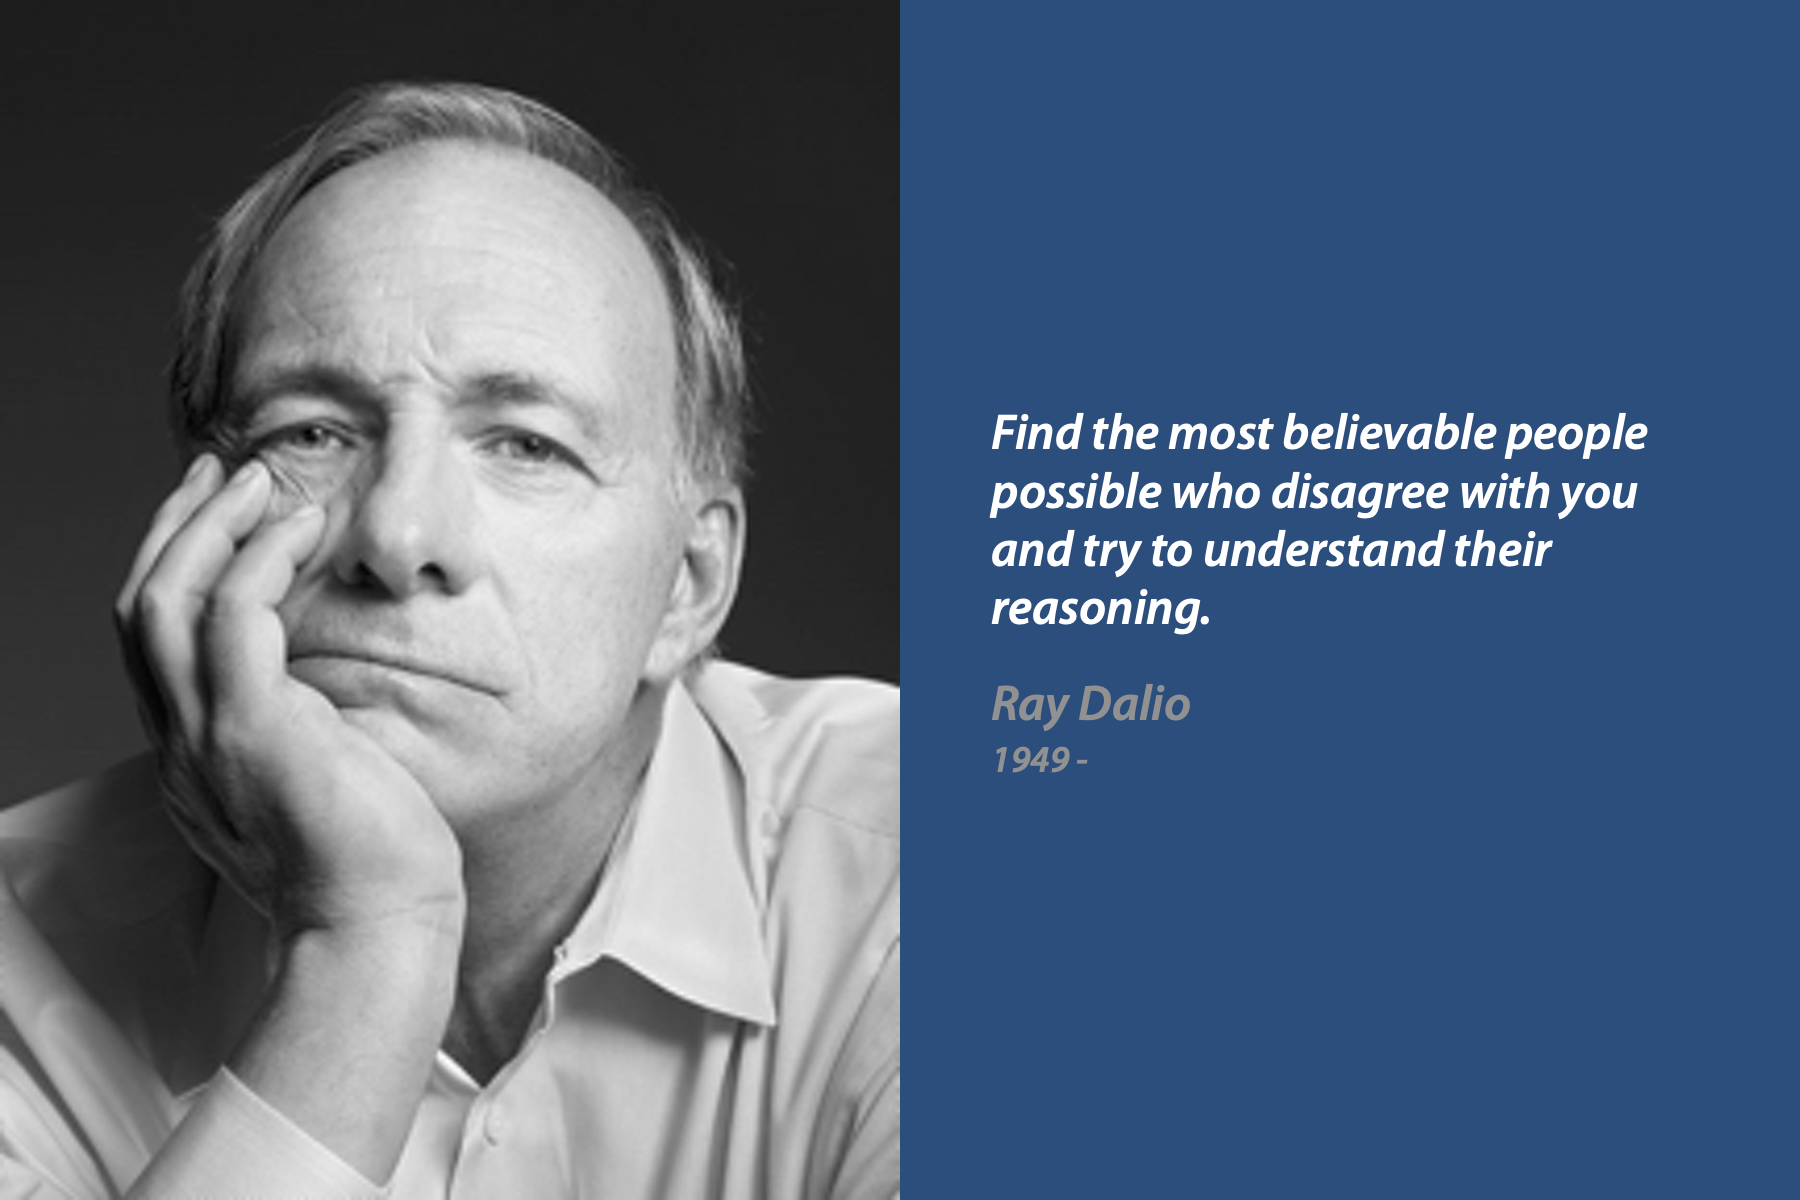 Find the most believable people
possible who disagree with you
and try to understand their
reasoning.
Ray Dalio
1949 -